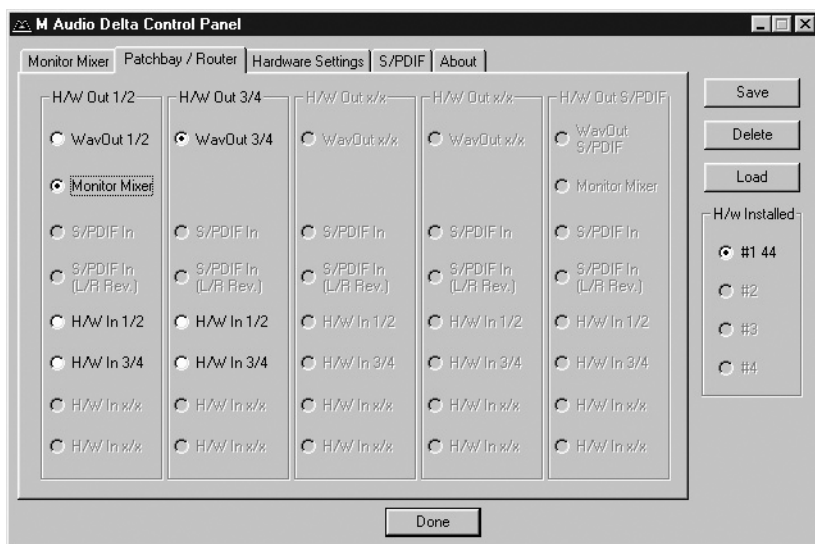 M Audio Delta Control Panel
Monitor Mixer
Patchbay / Router
Hardware Settings
S/PDIF
About
H/W Out 1/2
WavOut 1/2
Monitor Mixer
S/PDIF In
S/PDIF In
(L/R Rev.)
H/W In 1/2
H/W In 3/4
H/W In x/x
H/W In x/x
H/W Out 3/4
WavOut 3/4
S/PDIF In
S/PDIF In
(L/R Rev.)
H/W In 1/2
H/W In 3/4
H/W In x/x
H/W In x/x
H/W Out x/x
WavOut x/x
S/PDIF In
S/PDIF In
(L/R Rev.)
H/W In 1/2
H/W In 3/4
H/W In x/x
H/W In x/x
H/W Out x/x
WavOut x/x
S/PDIF In
S/PDIF In
(L/R Rev.)
H/W In 1/2
H/W In 3/4
H/W In x/x
H/W In x/x
H/W Out S/PDIF
WavOut
S/PDIF
Monitor Mixer
S/PDIF In
S/PDIF In
(L/R Rev.)
H/W In 1/2
H/W In 3/4
H/W In x/x
H/W In x/x
Save
Delete
Load
H/w Installed
#1 44
#2
#3
#4
Done